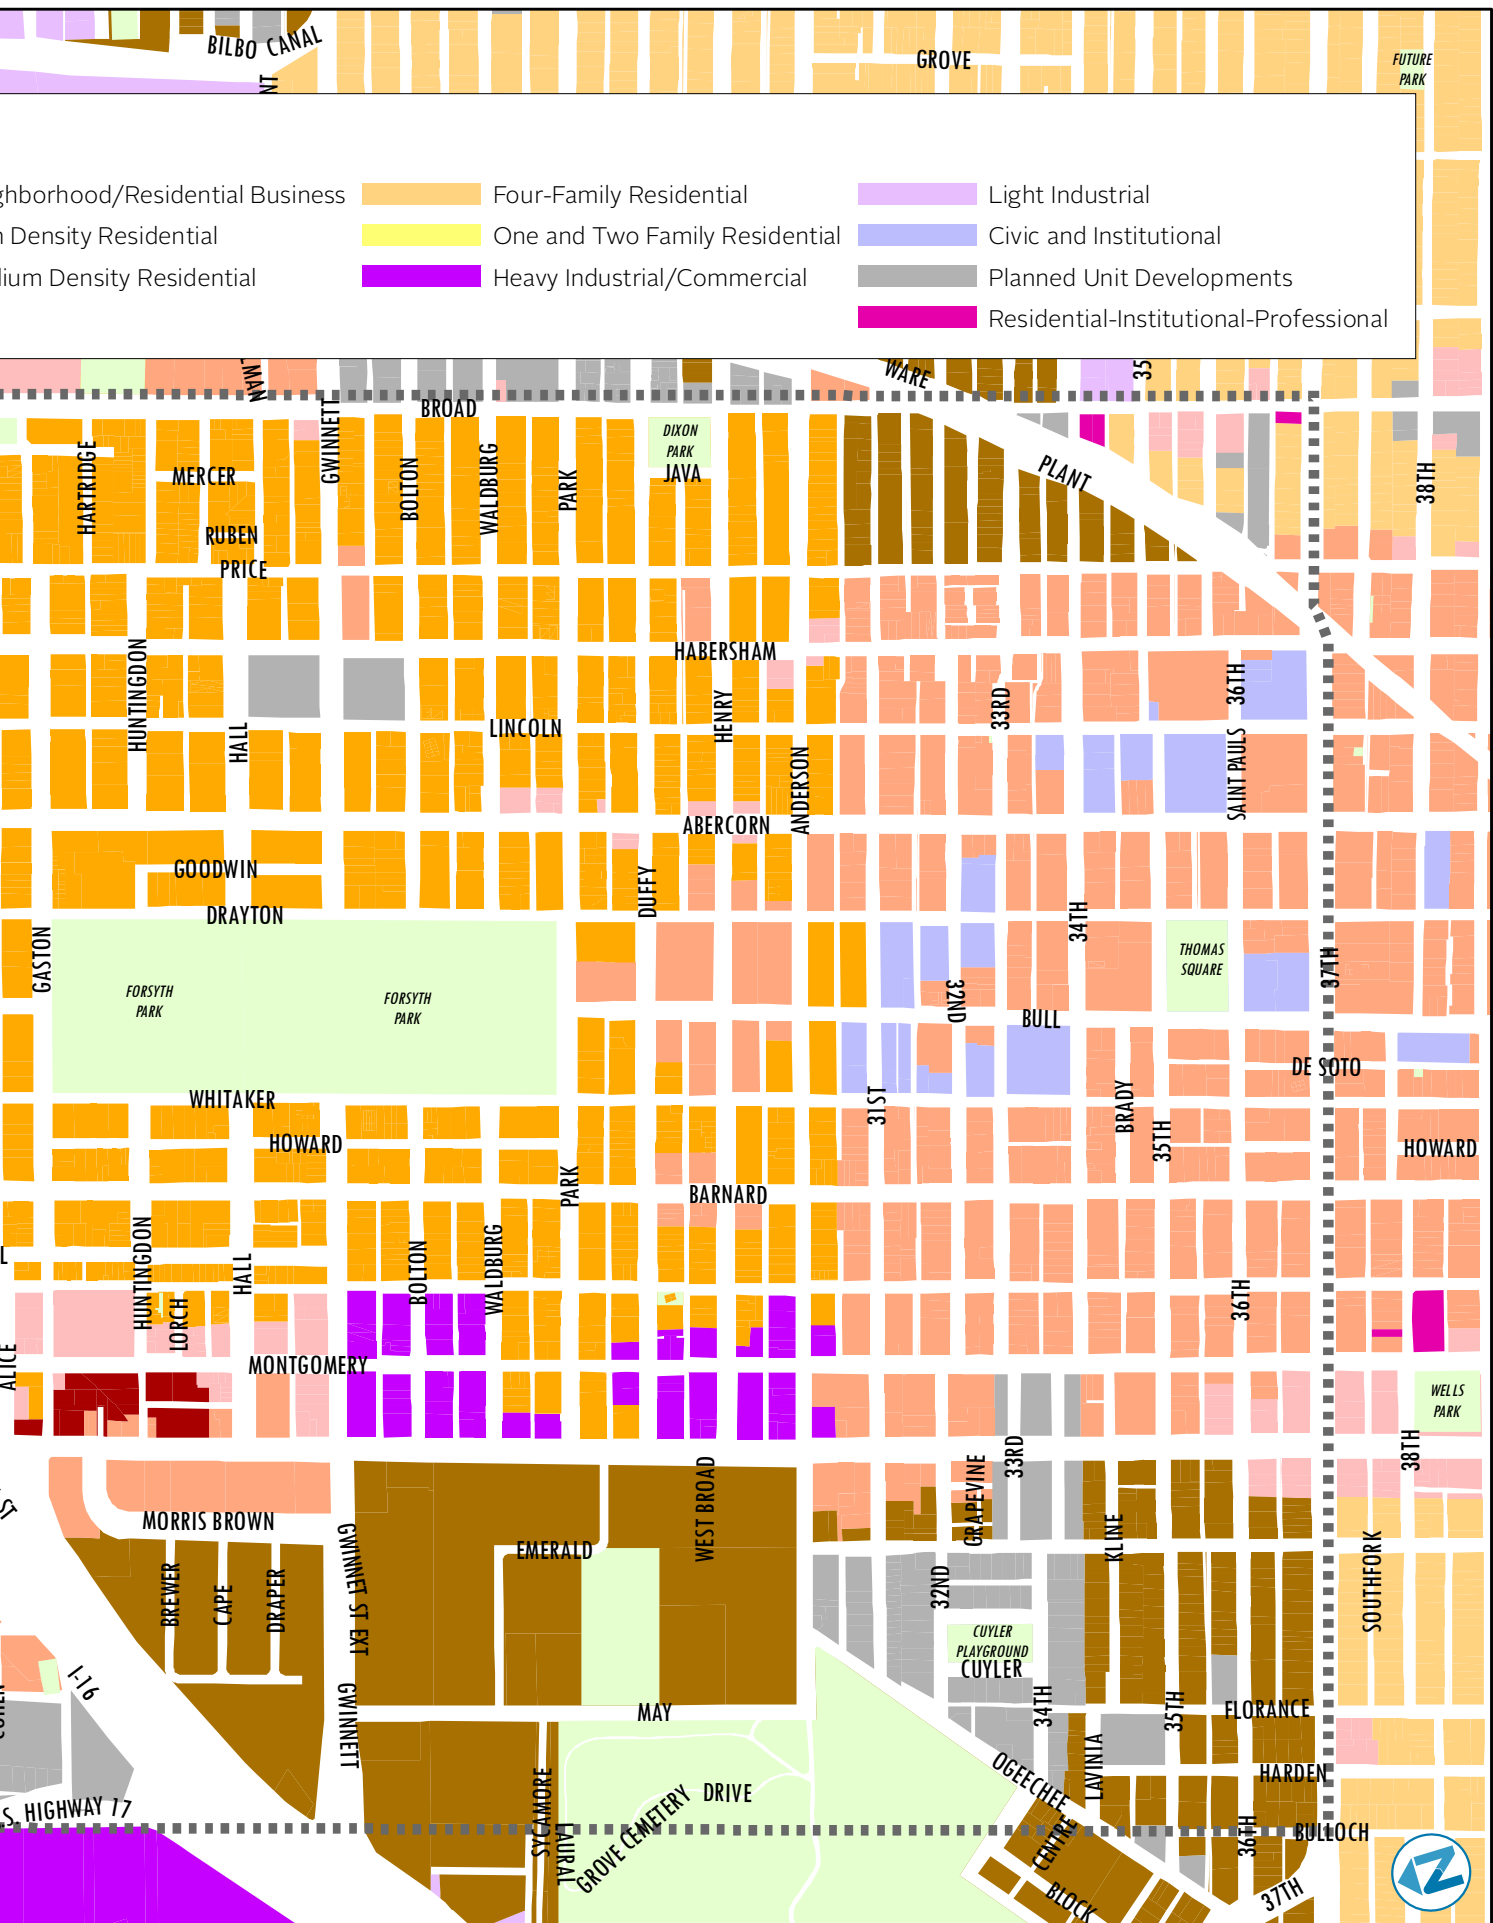 BILBO CANAL
GROVE
FUTURE
PARK
NT
ghborhood/Residential Business
Four-Family Residential
Light Industrial
Density Residential
One and Two Family Residential
Civic and Institutional
ium Density Residential
Heavy Industrial/Commercial
Planned Unit Developments
Residential-Institutional-Professional
WARE
35
MAN
BROAD
GWINNETT
DIXON
PARK
JAVA
HARTRIDGE
MERCER
BOLTON
WALDBURG
PARK
PLANT
38TH
RUBEN
PRICE
HABERSHAM
HUNTINGDON
HALL
LINCOLN
HENRY
33RD
36TH
ANDERSON
SAINT PAULS
ABERCORN
GOODWIN
DUFFY
DRAYTON
34TH
GASTON
FORSYTH
PARK
FORSYTH
PARK
THOMAS
SQUARE
37TH
32ND
BULL
DE SOTO
WHITAKER
31ST
BRADY
35TH
HOWARD
HOWARD
PARK
BARNARD
L
HUNTINGDON
HALL
BOLTON
WALDBURG
LORCH
36TH
ALICE
MONTGOMERY
WELLS
PARK
33RD
38TH
ST
MORRIS BROWN
WEST BROAD
GRAPEVINE
EMERALD
KLINE
SOUTHFORK
BREWER
CAPE
DRAPER
GWINNET ST EXT
32ND
CUYLER
PLAYGROUND
CUYLER
I-16
GWINNETT
MAY
34TH
35TH
FLORANCE
LAVINIA
HARDEN
OGEECHEE
S. HIGHWAY 17
SYCAMORE
LAURAL
GROVE CEMETERY
DRIVE
CENTRE
36TH
BULLOCH
BLOCK
37TH
Z